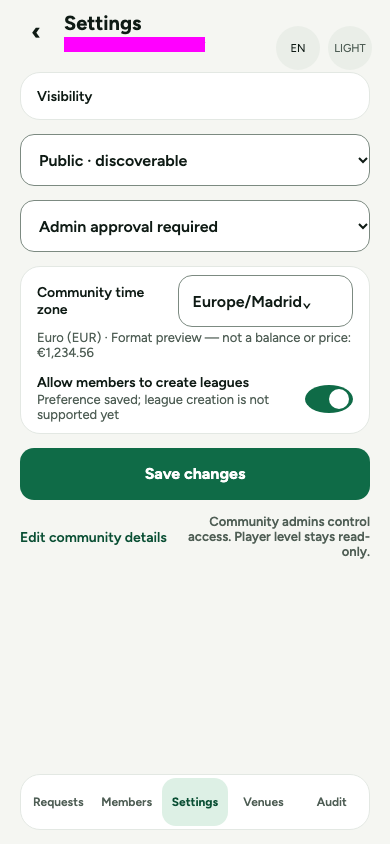 ‹
Settings
EN
LIGHT
Visibility
Public · discoverable
Admin approval required
Community time
zone
Europe/Madrid
Euro (EUR) · Format preview — not a balance or price:
€1,234.56
Allow members to create leagues
Preference saved; league creation is not
supported yet
Save changes
Edit community details
Community admins control
access. Player level stays read-
only.
Requests
Members
Settings
Venues
Audit